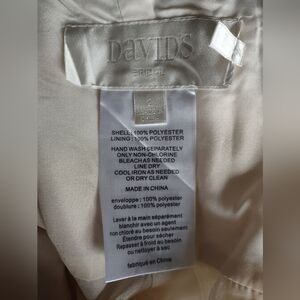 DAVID'S
BRIDAL
2
SHELL: 100% POLYESTER
LINING: 100% POLYESTER
HAND WASH SEPARATELY
ONLY NON-CHLORINE
BLEACH AS NEEDED
LINE DRY
COOL IRON AS NEEDED
OR DRY CLEAN
MADE IN CHINA
enveloppe: 100% polyester
doublure: 100% polyester
Laver à la main séparément
blanchir avec un agent
non chloré au besoin seulement
Étendre pour sécher
Repasser à froid au besoin
ou nettoyer à sec
fabriqué en Chine